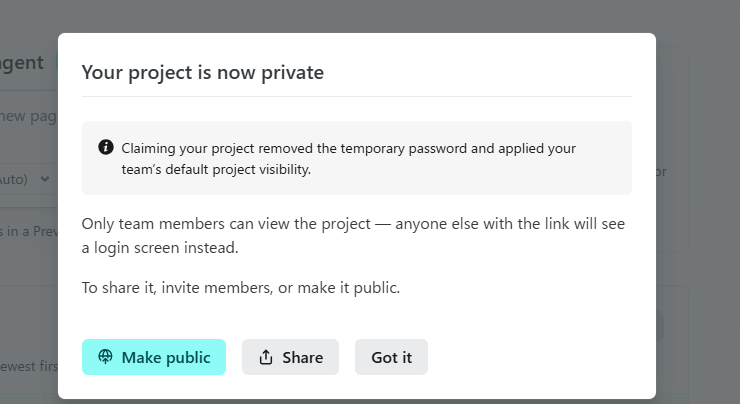 agent
Your project is now private
new pag
Claiming your project removed the temporary password and applied your
team's default project visibility.
Auto)
or
Only team members can view the project — anyone else with the link will see
s in a Prev
a login screen instead.
To share it, invite members, or make it public.
Make public
Share
Got it
ewest firs